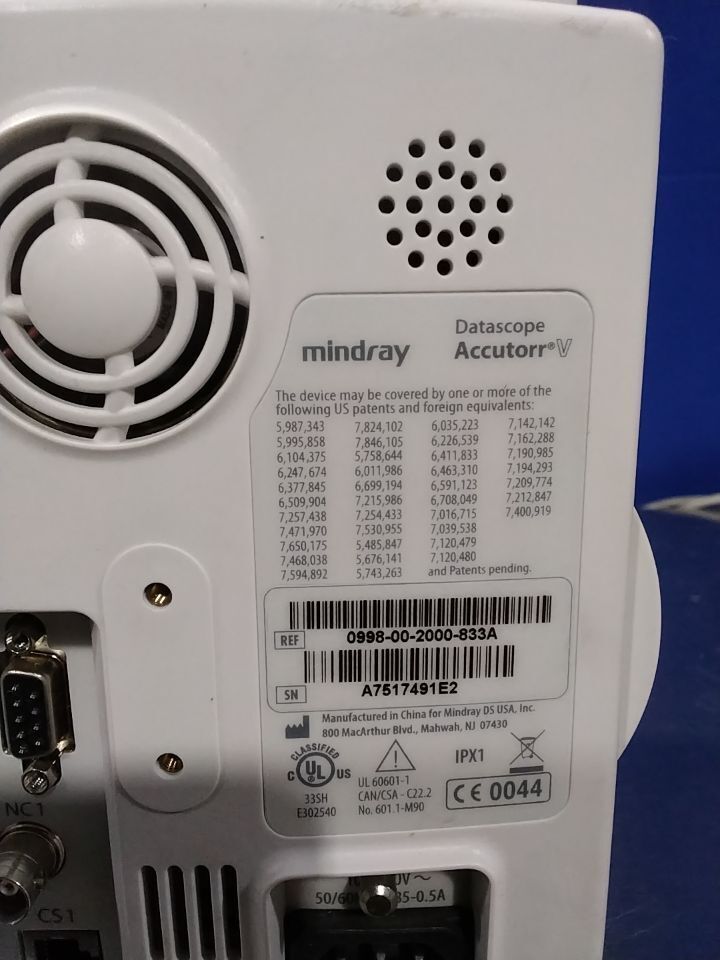 mindray
Datascope
Accutorr® V
The device may be covered by one or more of the
following US patents and foreign equivalents:
5,987,343 7,824,102 6,035,223 7,142,142
5,995,858 7,846,105 6,226,539 7,162,288
6,104,375 5,758,644 6,411,833 7,190,985
6,247,674 6,011,986 6,463,310 7,194,293
6,377,845 6,699,194 6,591,123 7,209,774
6,509,904 7,215,986 6,708,049 7,212,847
7,257,438 7,254,433 7,016,715 7,400,919
7,471,970 7,530,955 7,039,538
7,650,175 5,485,847 7,120,479
7,468,038 5,676,141 7,120,480
7,594,892 5,743,263 and Patents pending.
REF 0998-00-2000-833A
SN A7517491E2
Manufactured in China for Mindray DS USA, Inc.
800 MacArthur Blvd., Mahwah, NJ 07430
CLASSIFIED
C UL US
33SH
E302540
UL 60601-1
CAN/CSA - C22.2
No. 601.1-M90
IPX1
CE 0044
NC1
CS1
V~
50/60
-0.5A